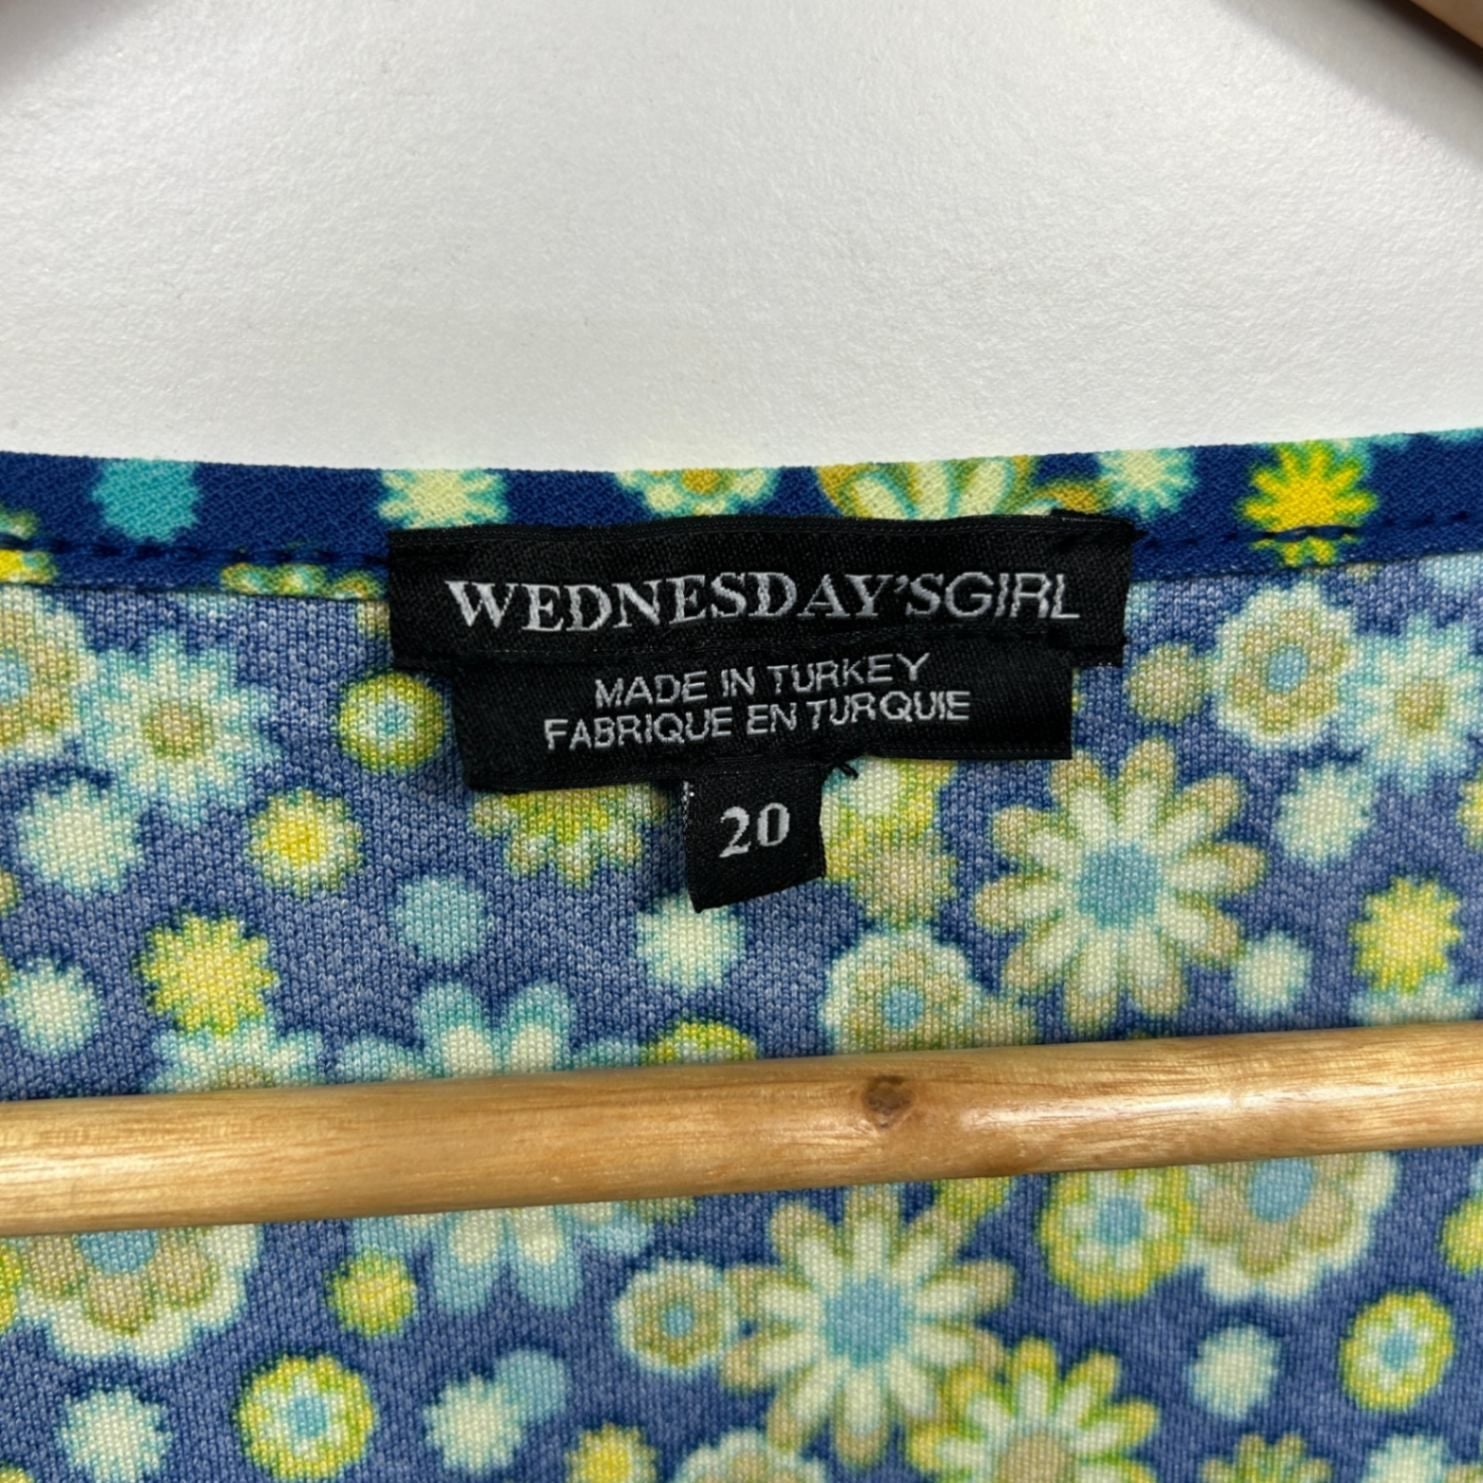 WEDNESDAY'SGIRL
MADE IN TURKEY
FABRIQUE EN TURQUIE
20